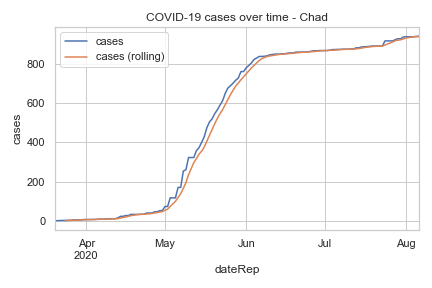 COVID-19 cases over time - Chad
cases
cases (rolling)
800
600
400
200
0
cases
Apr
2020
May
Jun
Jul
Aug
dateRep